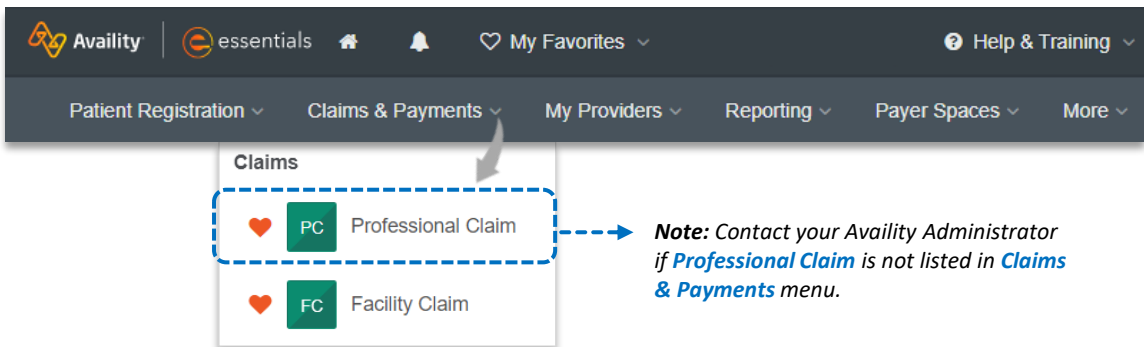 Availity essentials My Favorites Help & Training
Patient Registration Claims & Payments My Providers Reporting Payer Spaces More
Claims
PC Professional Claim
Note: Contact your Availity Administrator
if Professional Claim is not listed in Claims
& Payments menu.
FC Facility Claim